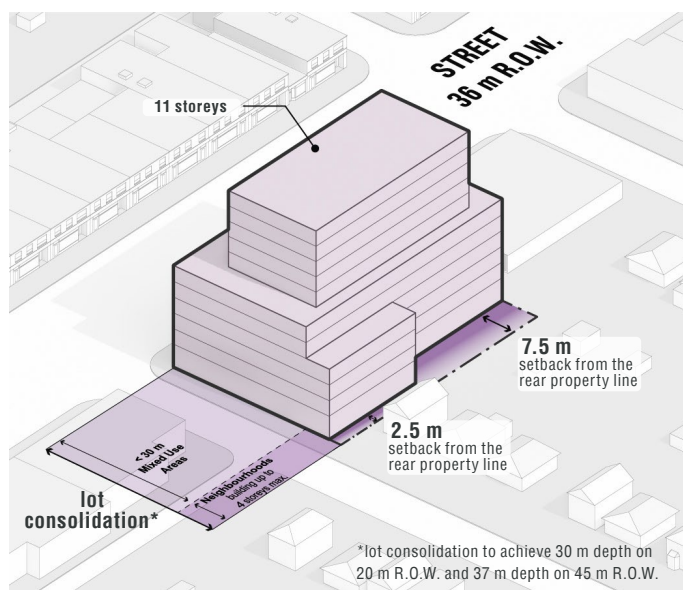 STREET
36 m R.O.W.
11 storeys
7.5 m
setback from the
rear property line
2.5 m
setback from the
rear property line
<30 m
Mixed Use
Areas
Neighbourhoods
building up to
4 storeys max
lot
consolidation*
*lot consolidation to achieve 30 m depth on
20 m R.O.W. and 37 m depth on 45 m R.O.W.